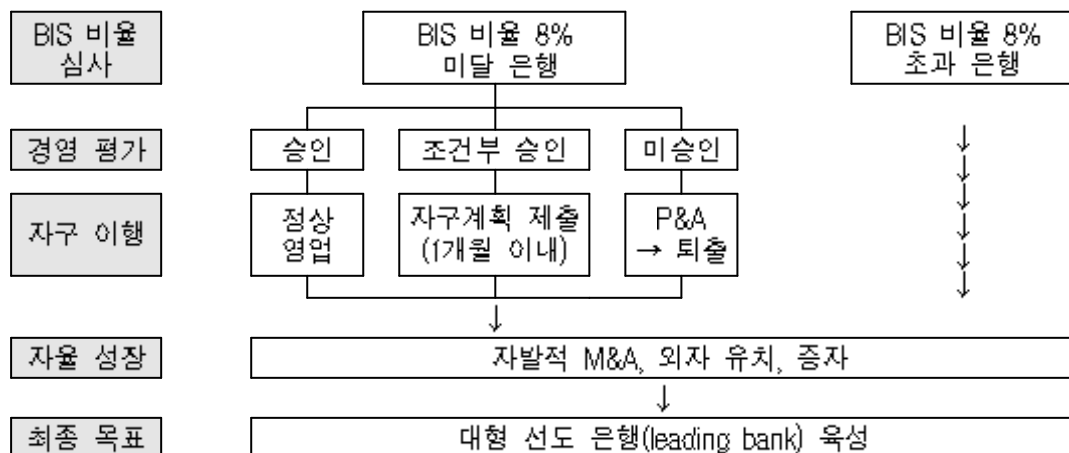 BIS 비율
심사
BIS 비율 8%
미달 은행
BIS 비율 8%
초과 은행
경영 평가
승인
조건부 승인
미승인
자구 이행
정상
영업
자구계획 제출
(1개월 이내)
P&A
→ 퇴출
자율 성장
자발적 M&A, 외자 유치, 증자
최종 목표
대형 선도 은행(leading bank) 육성